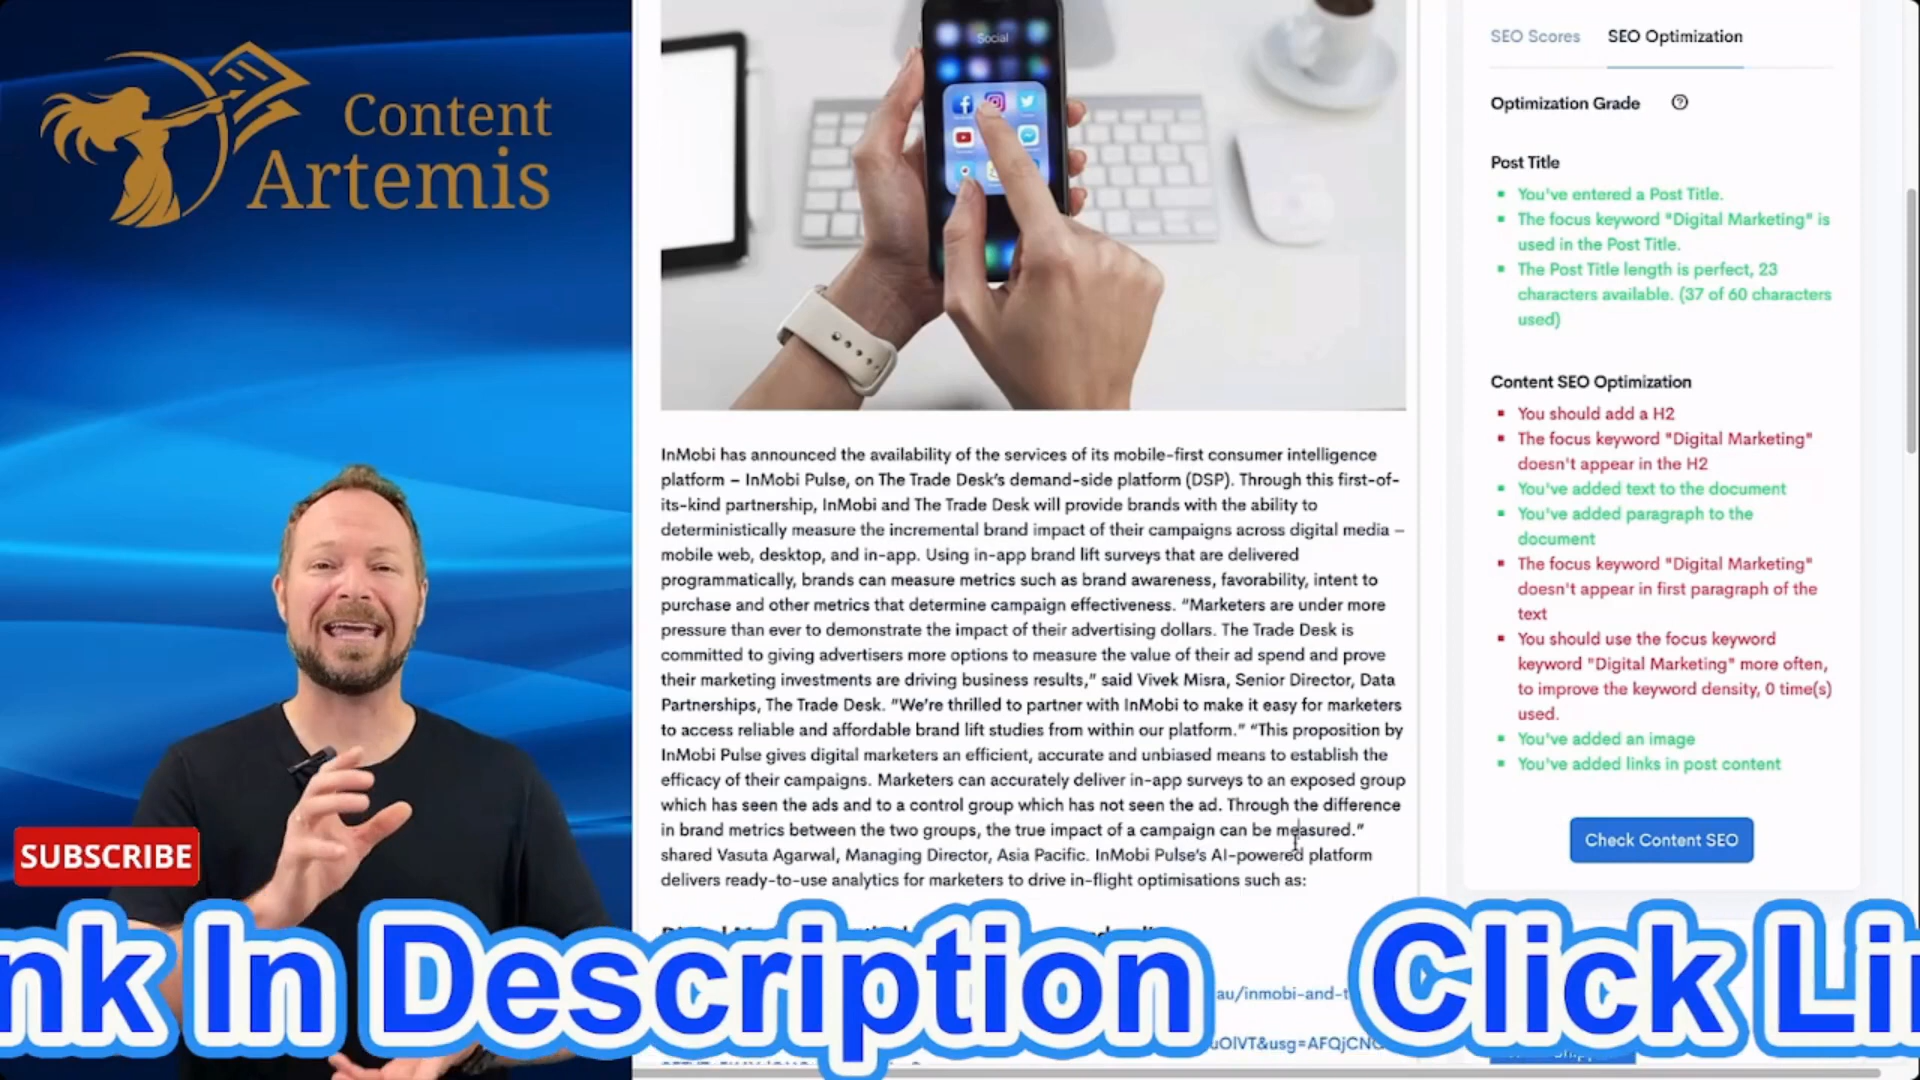 Content
Artemis
Social
InMobi has announced the availability of the services of its mobile-first consumer intelligence
platform – InMobi Pulse, on The Trade Desk's demand-side platform (DSP). Through this first-of-
its-kind partnership, InMobi and The Trade Desk will provide brands with the ability to
deterministically measure the incremental brand impact of their campaigns across digital media –
mobile web, desktop, and in-app. Using in-app brand lift surveys that are delivered
programmatically, brands can measure metrics such as brand awareness, favorability, intent to
purchase and other metrics that determine campaign effectiveness. “Marketers are under more
pressure than ever to demonstrate the impact of their advertising dollars. The Trade Desk is
committed to giving advertisers more options to measure the value of their ad spend and prove
their marketing investments are driving business results,” said Vivek Misra, Senior Director, Data
Partnerships, The Trade Desk. “We’re thrilled to partner with InMobi to make it easy for marketers
to access reliable and affordable brand lift studies from within our platform.” “This proposition by
InMobi Pulse gives digital marketers an efficient, accurate and unbiased means to establish the
efficacy of their campaigns. Marketers can accurately deliver in-app surveys to an exposed group
which has seen the ads and to a control group which has not seen the ad. Through the difference
in brand metrics between the two groups, the true impact of a campaign can be measured.”
shared Vasuta Agarwal, Managing Director, Asia Pacific. InMobi Pulse’s AI-powered platform
delivers ready-to-use analytics for marketers to drive in-flight optimisations such as:
au/inmobi-and-t
uOlVT&usg=AFQjCN
SEO Scores SEO Optimization
Optimization Grade
Post Title
You've entered a Post Title.
The focus keyword "Digital Marketing" is
used in the Post Title.
The Post Title length is perfect, 23
characters available. (37 of 60 characters
used)
Content SEO Optimization
You should add a H2
The focus keyword "Digital Marketing"
doesn't appear in the H2
You've added text to the document
You've added paragraph to the
document
The focus keyword "Digital Marketing"
doesn't appear in first paragraph of the
text
You should use the focus keyword
keyword "Digital Marketing" more often,
to improve the keyword density, 0 time(s)
used.
You've added an image
You've added links in post content
Check Content SEO
SUBSCRIBE
nk In Description Click Li